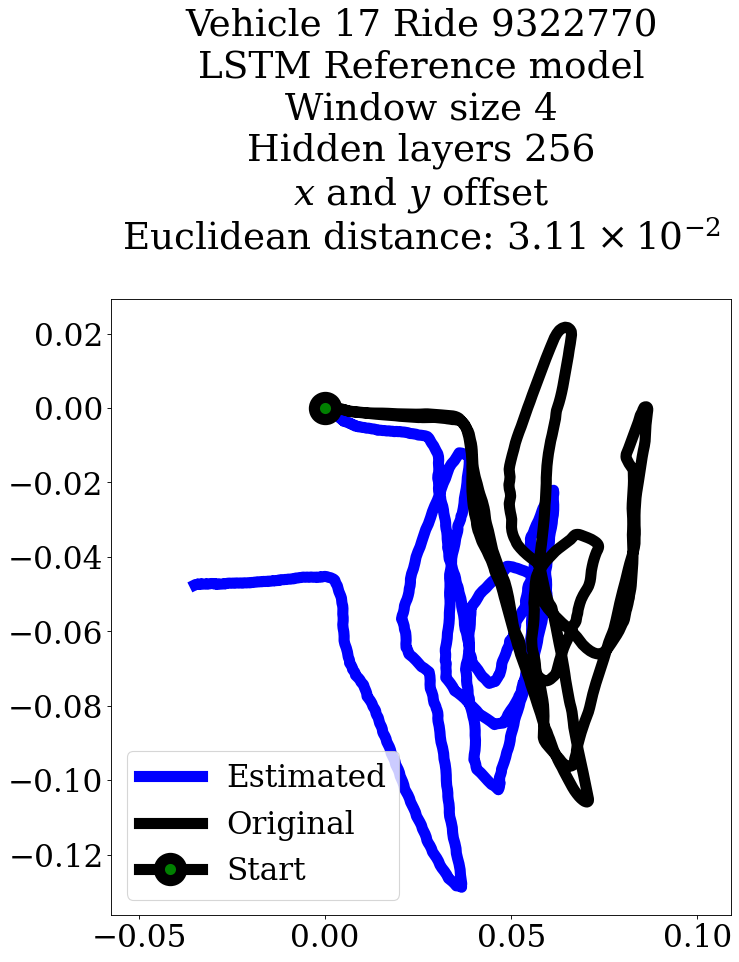 Vehicle 17 Ride 9322770
LSTM Reference model
Window size 4
Hidden layers 256
x and y offset
Euclidean distance: 3.11 × 10⁻²
0.02
0.00
−0.02
−0.04
−0.06
−0.08
−0.10
−0.12
Estimated
Original
Start
−0.05 0.00 0.05 0.10